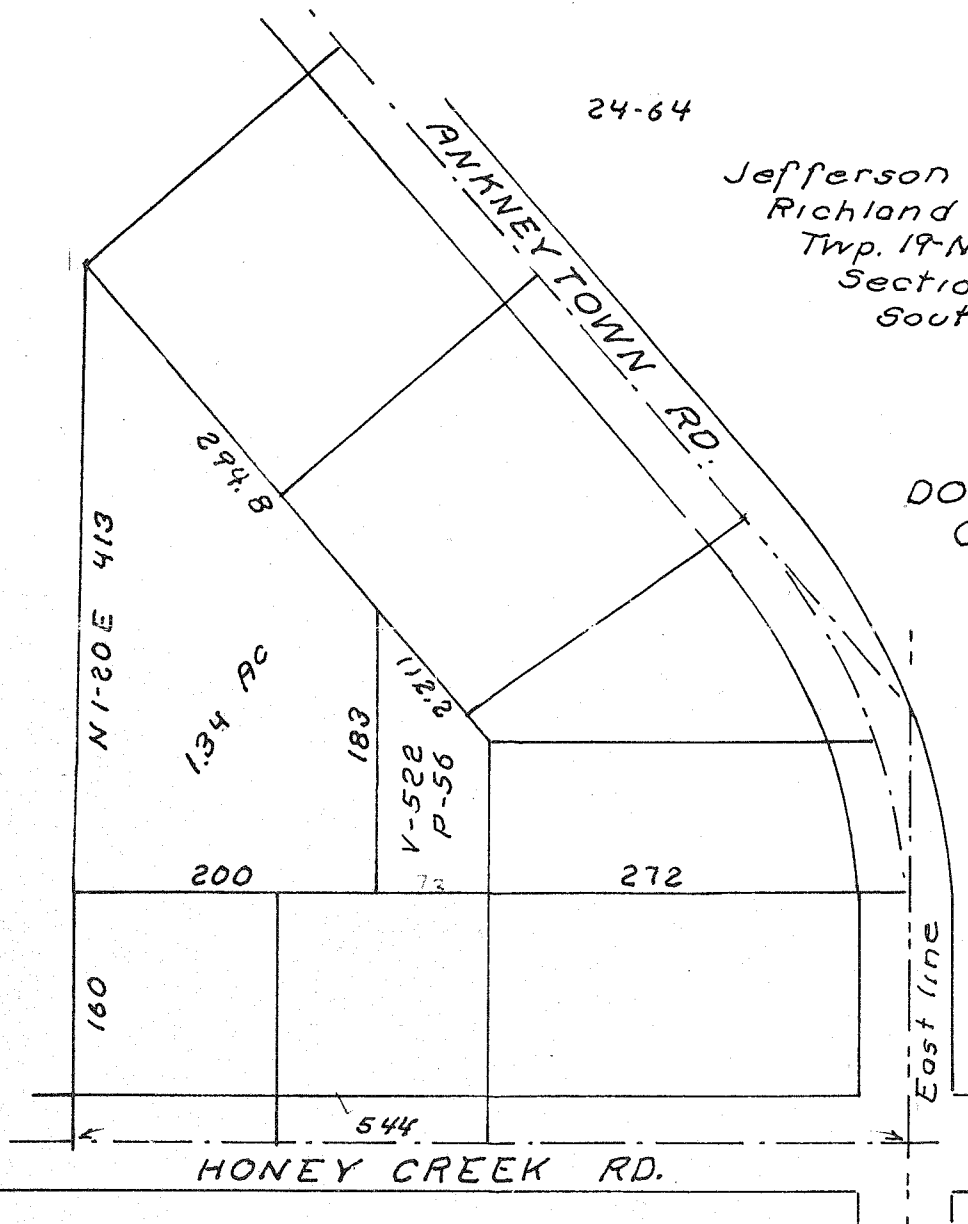 24-64
Jefferson
Richland
Twp. 19-N
Sectio
Sout
ANKNEYTOWN RD.
DO
294.8
N 1-20 E 413
1.34 AC
183
112.2
V-522
P-56
200
73
272
160
East line
544
HONEY CREEK RD.